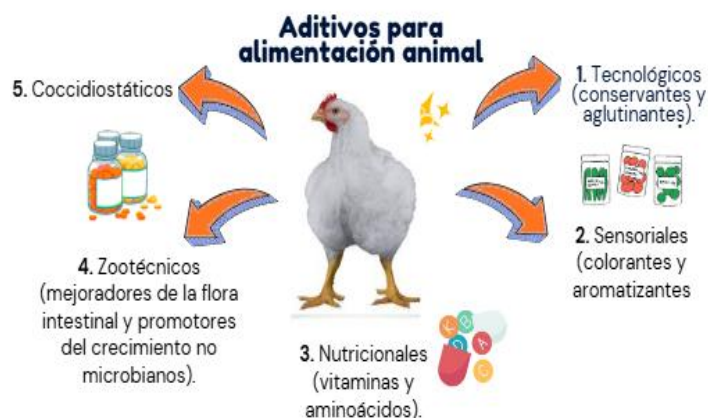 Aditivos para
alimentación animal
1. Tecnológicos
(conservantes y
aglutinantes).
2. Sensoriales
(colorantes y
aromatizantes
3. Nutricionales
(vitaminas y
aminoácidos).
4. Zootécnicos
(mejoradores de la flora
intestinal y promotores
del crecimiento no
microbianos).
5. Coccidiostáticos
K
B
D
A
C